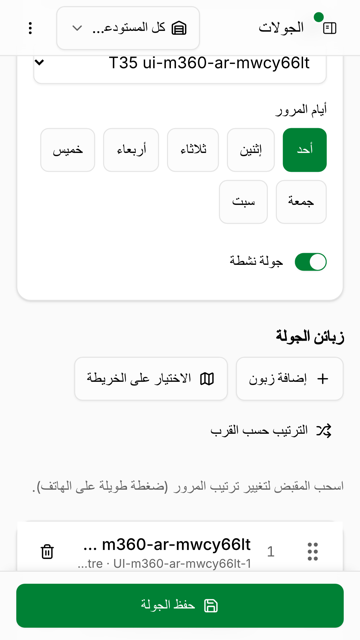 الجولات
كل المستودعـ...
T35 ui-m360-ar-mwcy66lt
أيام المرور
أحد
إثنين
ثلاثاء
أربعاء
خميس
جمعة
سبت
جولة نشطة
زبائن الجولة
إضافة زبون
الاختيار على الخريطة
الترتيب حسب القرب
اسحب المقبض لتغيير ترتيب المرور (ضغطة طويلة على الهاتف).
1
m360-ar-mwcy66lt ...
...tre · UI-m360-ar-mwcy66lt-1
حفظ الجولة